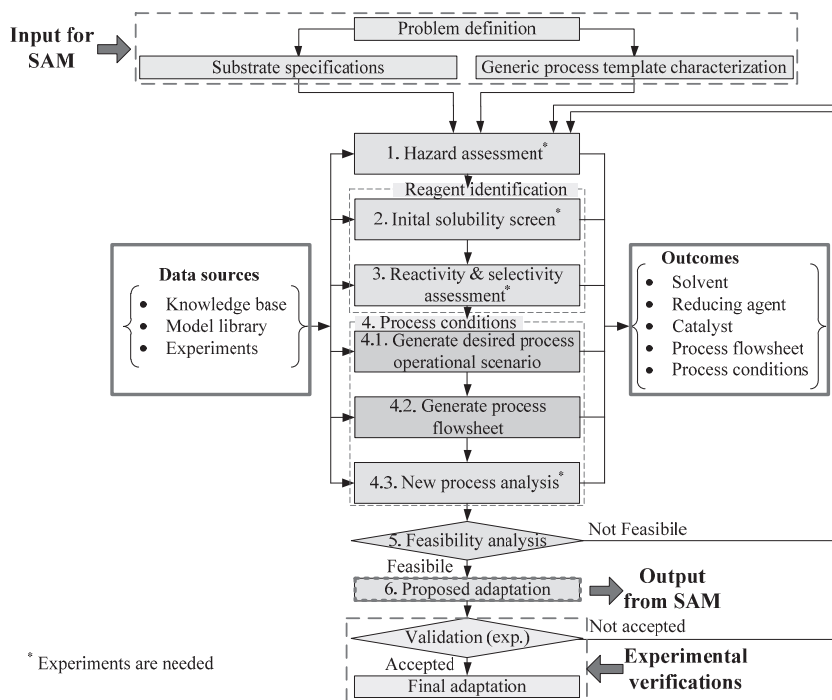 Problem definition
Input for
SAM
Substrate specifications
Generic process template characterization
1. Hazard assessment*
Reagent identification
2. Inital solubility screen*
3. Reactivity & selectivity
assessment*
Data sources
• Knowledge base
• Model library
• Experiments
Outcomes
• Solvent
• Reducing agent
• Catalyst
• Process flowsheet
• Process conditions
4. Process conditions
4.1. Generate desired process
operational scenario
4.2. Generate process
flowsheet
4.3. New process analysis*
5. Feasibility analysis
Not Feasibile
Feasibile
6. Proposed adaptation
Output
from SAM
Validation (exp.)
Not accepted
Accepted
Final adaptation
Experimental
verifications
* Experiments are needed